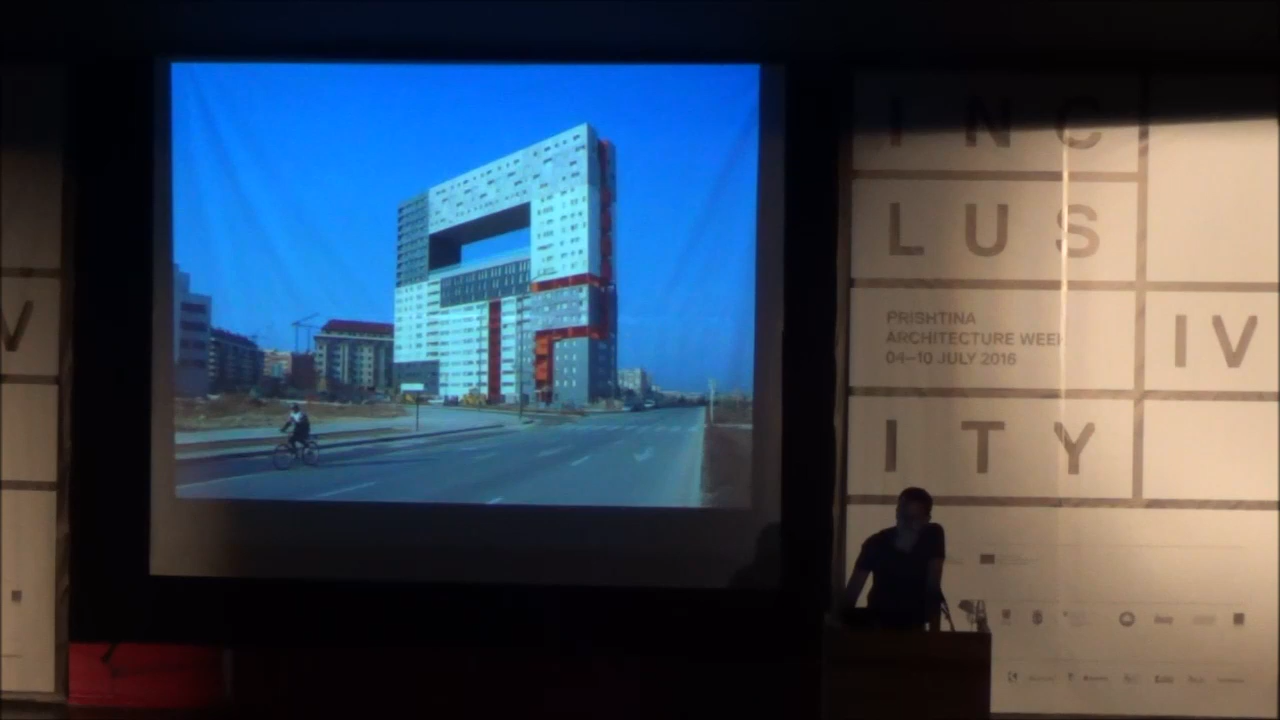 INC
LUS
PRISHTINA
ARCHITECTURE WEEK
04–10 JULY 2016
IV
ITY
V